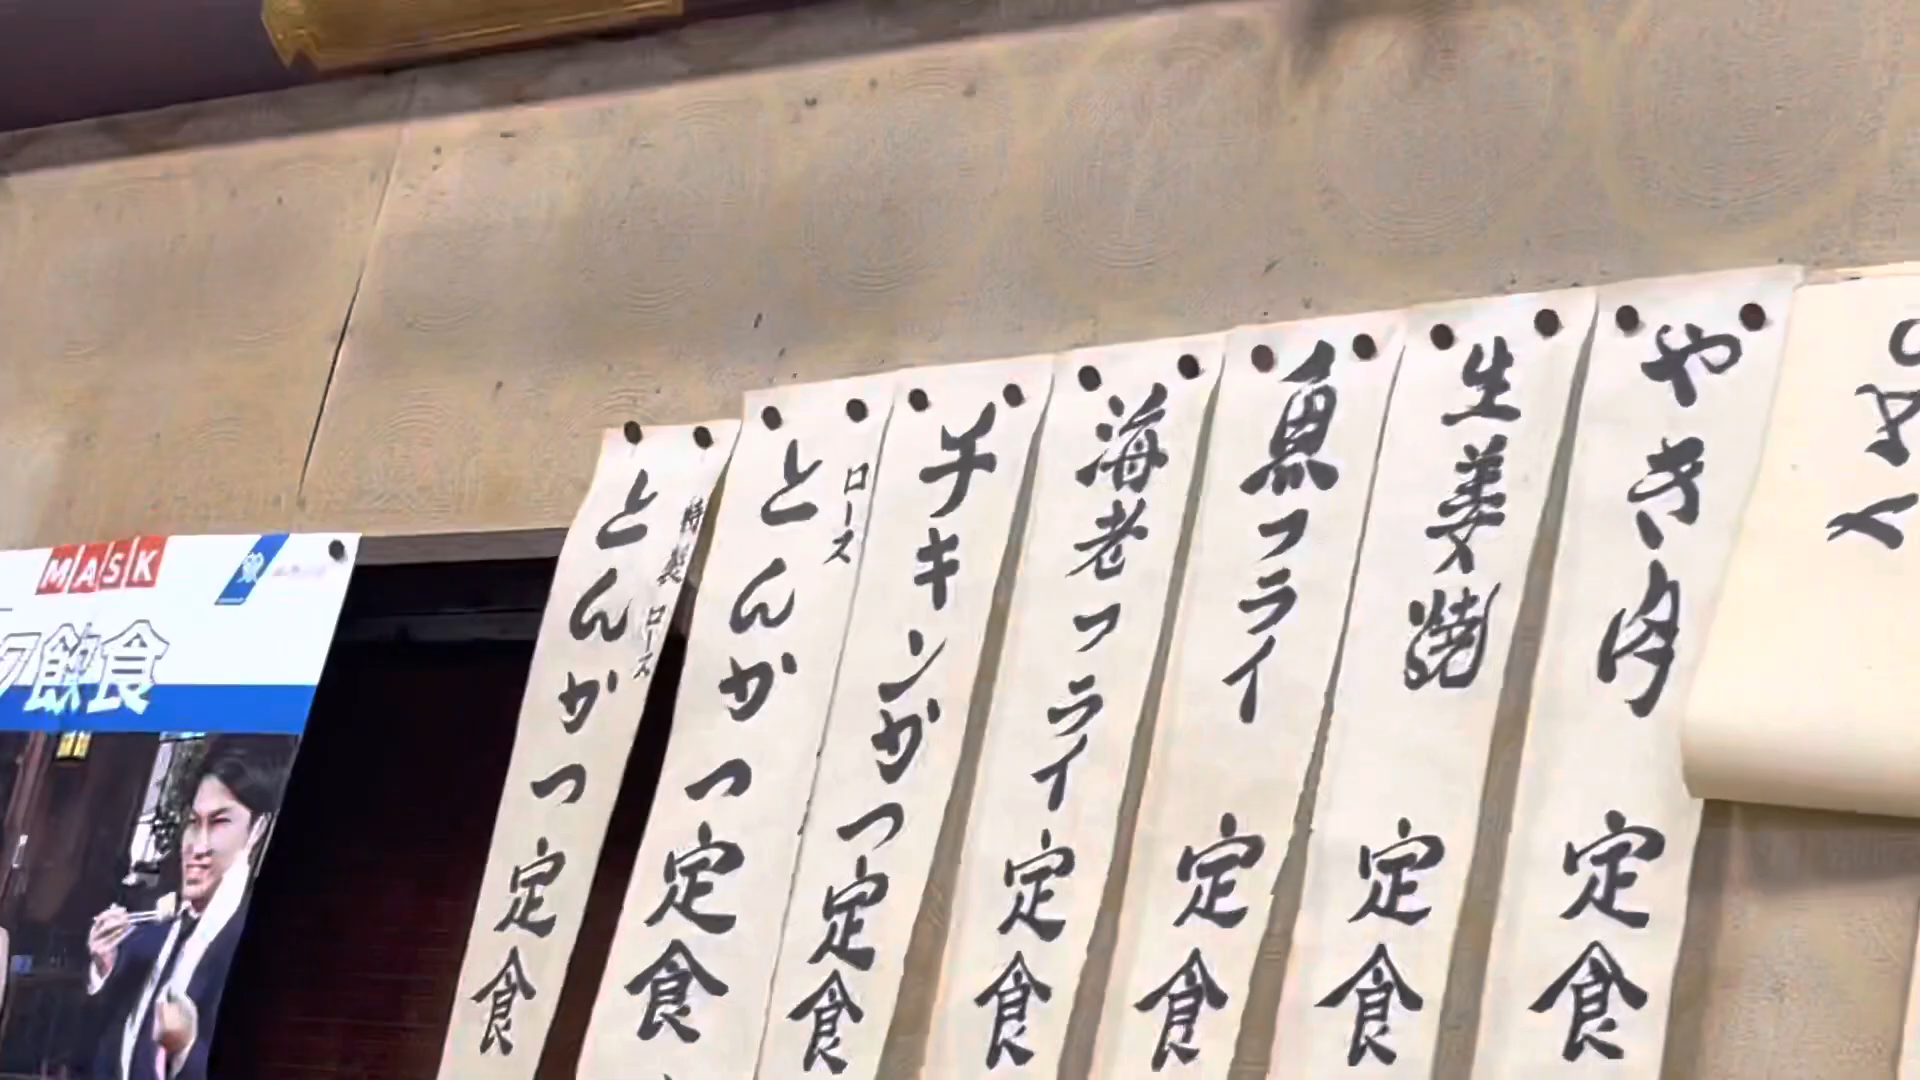 やき肉 定食
生姜焼 定食
魚フライ 定食
海老フライ定食
チキンかつ定食
ロース
とんかつ定食
特製 ロース
とんかつ定食
MASK
飲食